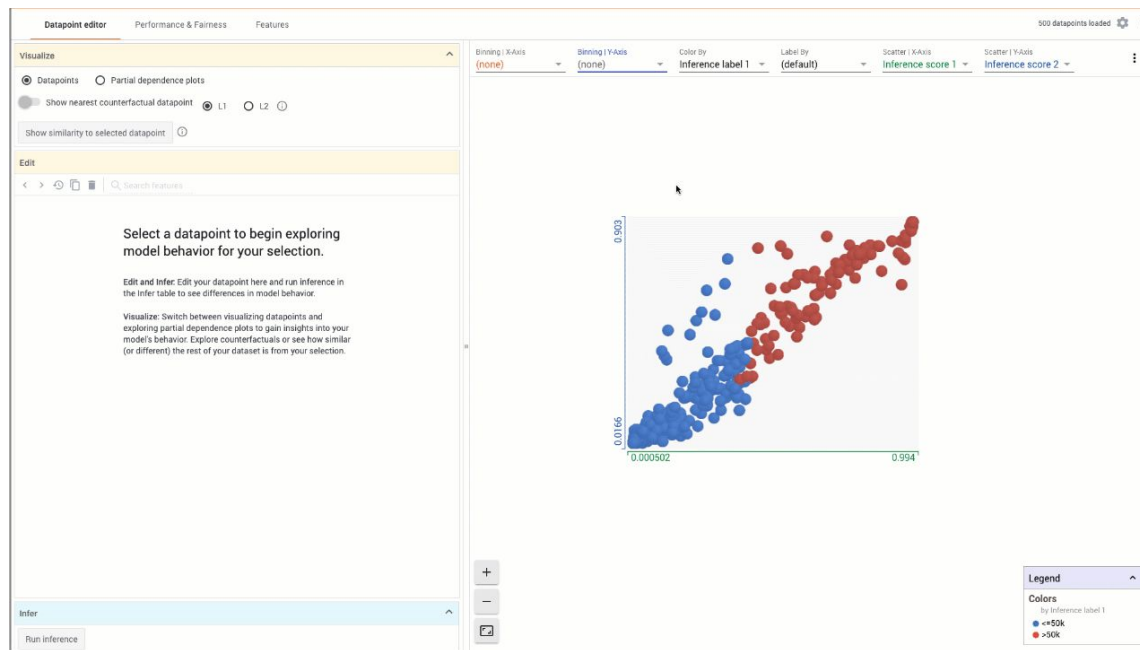 Datapoint editor
Performance & Fairness
Features
500 datapoints loaded
Visualize
Datapoints
Partial dependence plots
Show nearest counterfactual datapoint
L1
L2
Show similarity to selected datapoint
Edit
Search features
Select a datapoint to begin exploring
model behavior for your selection.
Edit and Infer: Edit your datapoint here and run inference in
the Infer table to see differences in model behavior.
Visualize: Switch between visualizing datapoints and
exploring partial dependence plots to gain insights into your
model's behavior. Explore counterfactuals or see how similar
(or different) the rest of your dataset is from your selection.
Infer
Run inference
Binning | X-Axis
(none)
Binning | Y-Axis
(none)
Color By
Inference label 1
Label By
(default)
Scatter | X-Axis
Inference score 1
Scatter | Y-Axis
Inference score 2
0.903
0.0166
0.000502
0.994
Legend
Colors
by Inference label 1
<=50k
>50k